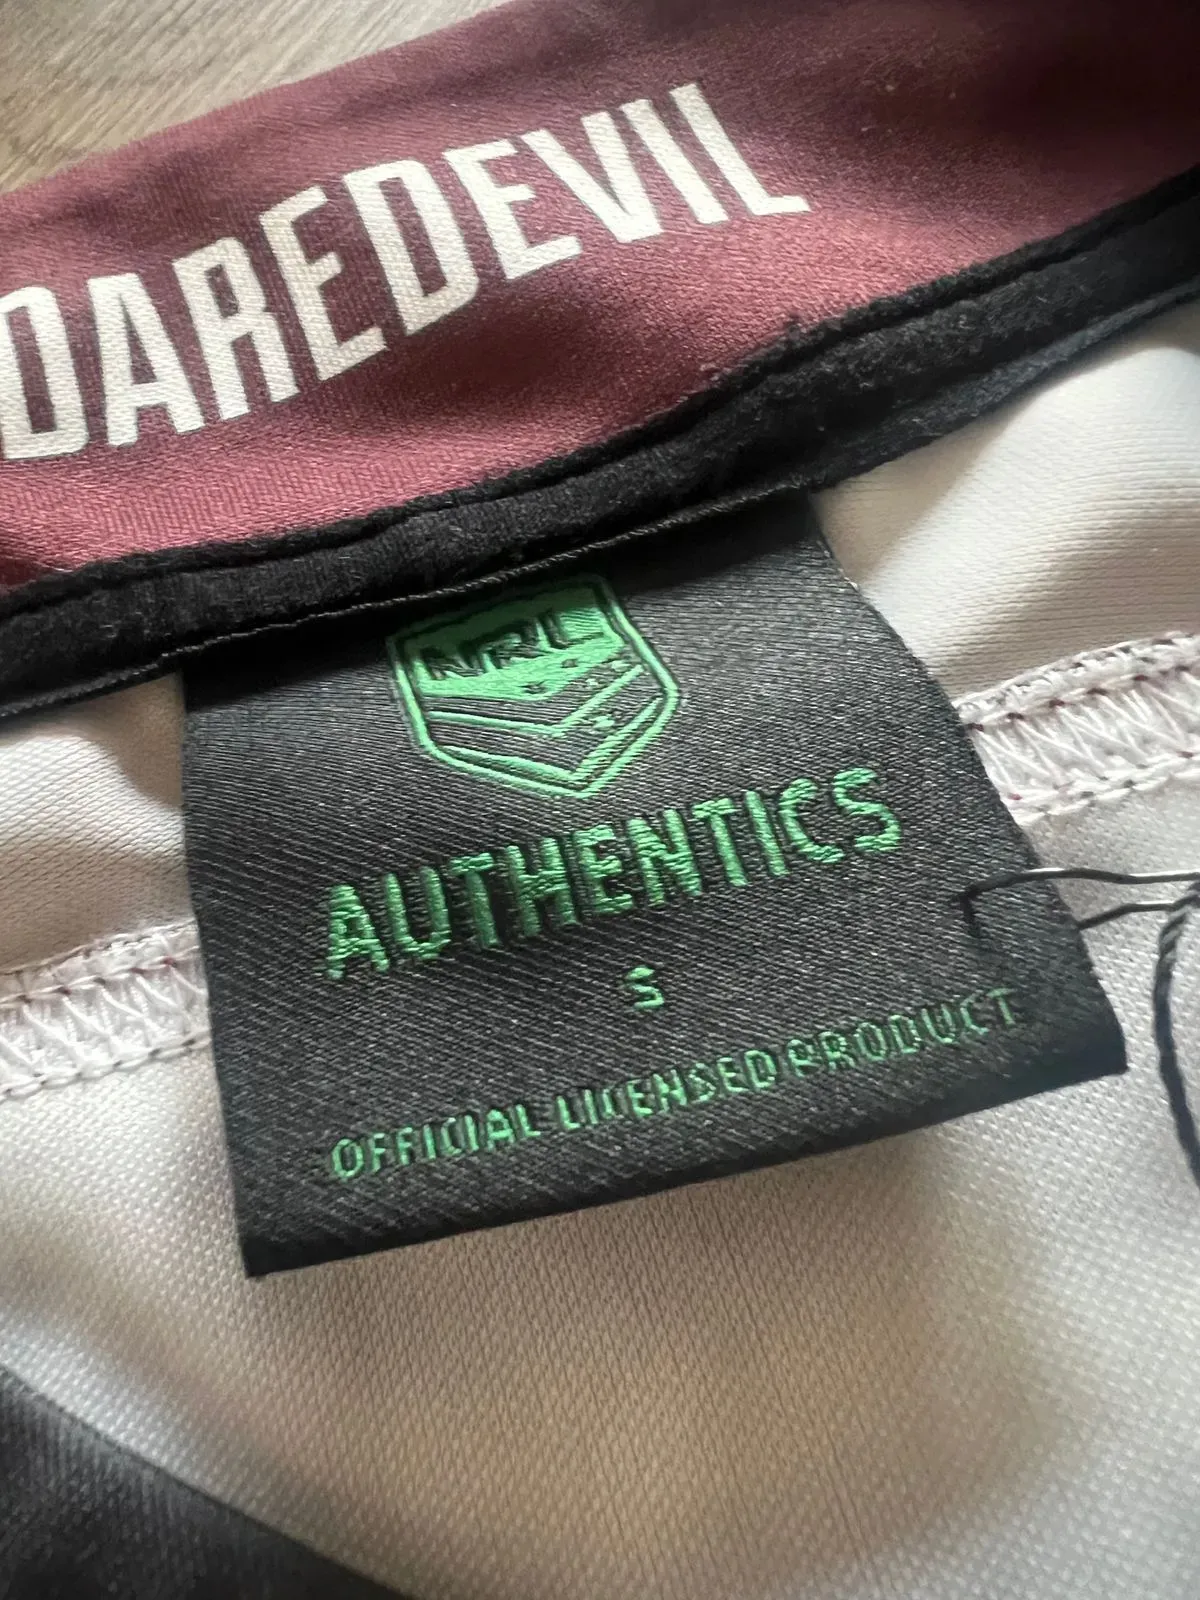 DAREDEVIL
NRL
AUTHENTICS
S
OFFICIAL LICENSED PRODUCT